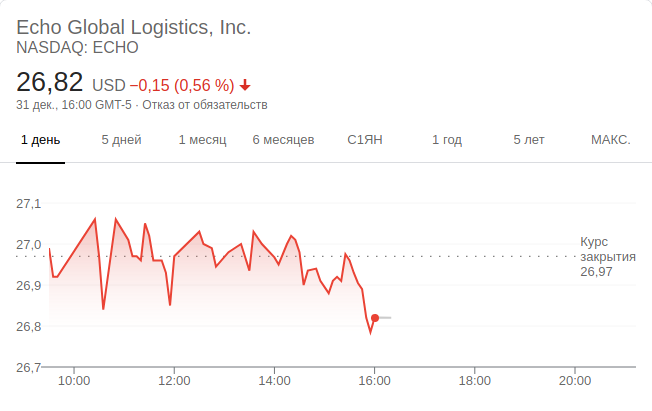 Echo Global Logistics, Inc.
NASDAQ: ECHO
26,82 USD −0,15 (0,56 %)
31 дек., 16:00 GMT-5 · Отказ от обязательств
1 день 5 дней 1 месяц 6 месяцев С1ЯН 1 год 5 лет МАКС.
27,1
27,0
26,9
26,8
26,7
Курс
закрытия
26,97
10:00 12:00 14:00 16:00 18:00 20:00